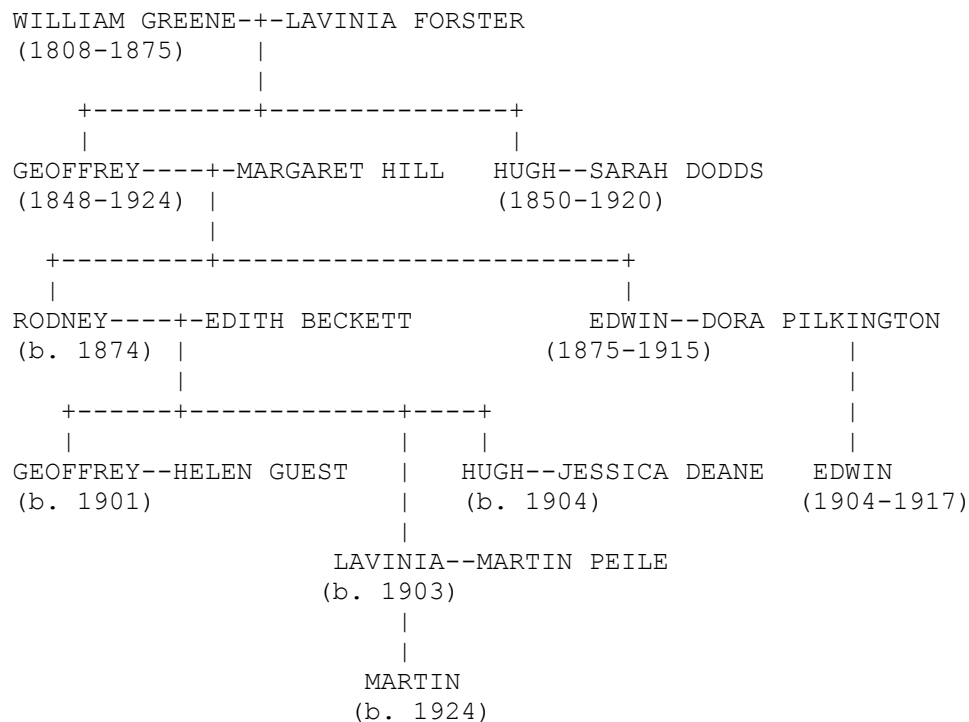 WILLIAM GREENE-+-LAVINIA FORSTER
(1808-1875) |
|
+----------+---------------+
| |
GEOFFREY----+-MARGARET HILL HUGH--SARAH DODDS
(1848-1924) | (1850-1920)
|
+---------+-------------------------+
| |
RODNEY----+-EDITH BECKETT EDWIN--DORA PILKINGTON
(b. 1874) | (1875-1915) |
| |
+------+-------------+----+ |
| | | |
GEOFFREY--HELEN GUEST | HUGH--JESSICA DEANE EDWIN
(b. 1901) | (b. 1904) (1904-1917)
|
LAVINIA--MARTIN PEILE
(b. 1903)
|
|
MARTIN
(b. 1924)